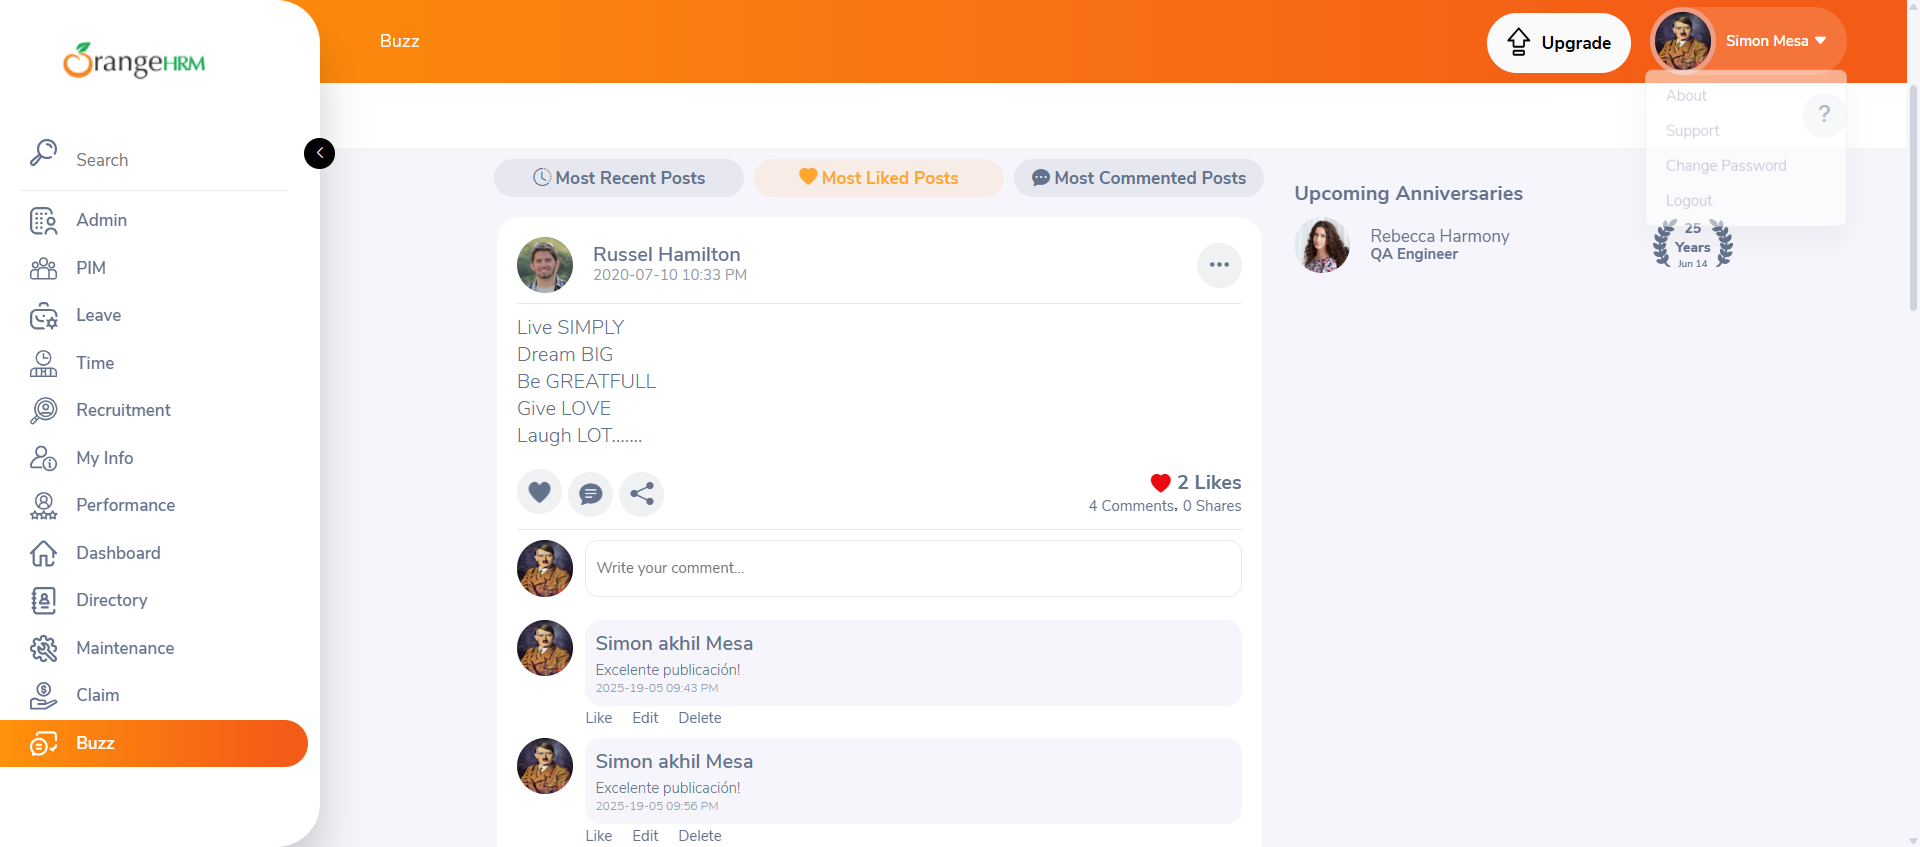 OrangeHRM
Search
Admin
PIM
Leave
Time
Recruitment
My Info
Performance
Dashboard
Directory
Maintenance
Claim
Buzz
Buzz
Upgrade
Simon Mesa
About
Support
Change Password
Logout
?
Most Recent Posts
Most Liked Posts
Most Commented Posts
Russel Hamilton
2020-07-10 10:33 PM
Live SIMPLY
Dream BIG
Be GREATFULL
Give LOVE
Laugh LOT.......
2 Likes
4 Comments, 0 Shares
Write your comment...
Simon akhil Mesa
Excelente publicación!
2025-19-05 09:43 PM
Like Edit Delete
Simon akhil Mesa
Excelente publicación!
2025-19-05 09:56 PM
Like Edit Delete
Upcoming Anniversaries
Rebecca Harmony
QA Engineer
25
Years
Jun 14